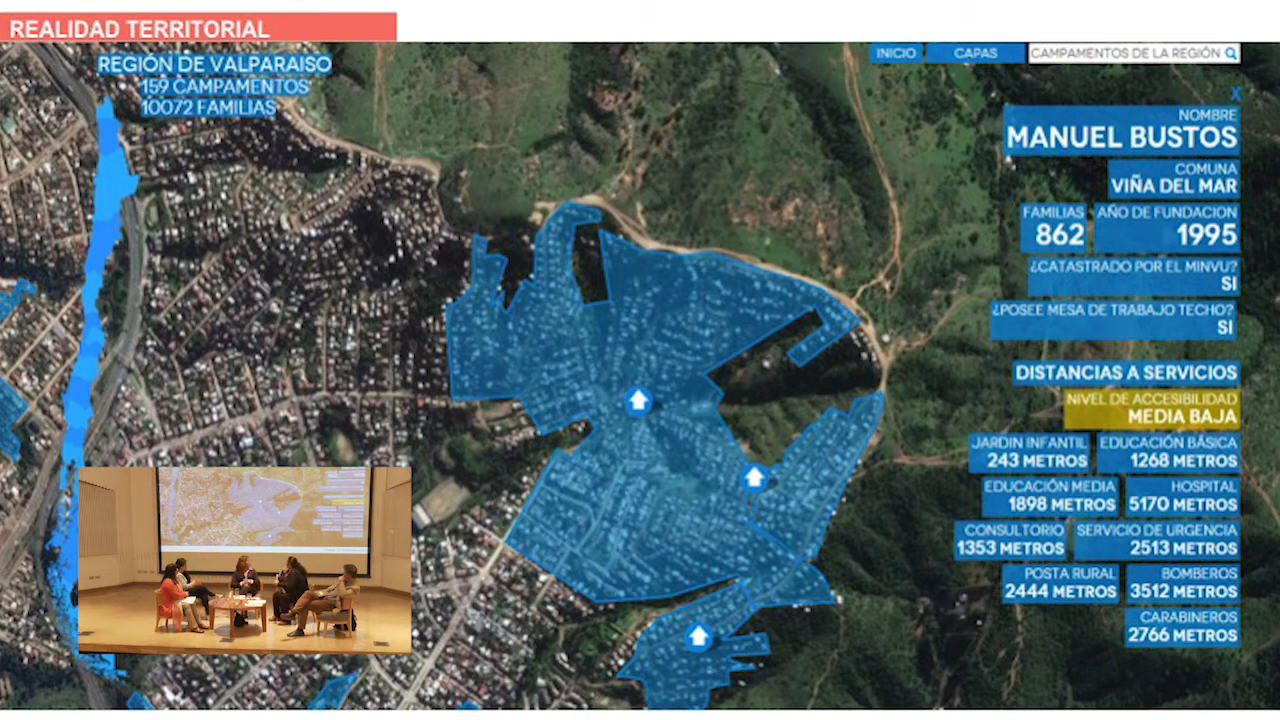 REALIDAD TERRITORIAL
REGIÓN DE VALPARAISO
159 CAMPAMENTOS
10072 FAMILIAS
INICIO
CAPAS
CAMPAMENTOS DE LA REGIÓN
X
NOMBRE
MANUEL BUSTOS
COMUNA
VIÑA DEL MAR
FAMILIAS
862
AÑO DE FUNDACION
1995
¿CATASTRADO POR EL MINVU?
SI
¿POSEE MESA DE TRABAJO TECHO?
SI
DISTANCIAS A SERVICIOS
NIVEL DE ACCESIBILIDAD
MEDIA BAJA
JARDIN INFANTIL
243 METROS
EDUCACIÓN BÁSICA
1268 METROS
EDUCACIÓN MEDIA
1898 METROS
HOSPITAL
5170 METROS
CONSULTORIO
1353 METROS
SERVICIO DE URGENCIA
2513 METROS
POSTA RURAL
2444 METROS
BOMBEROS
3512 METROS
CARABINEROS
2766 METROS